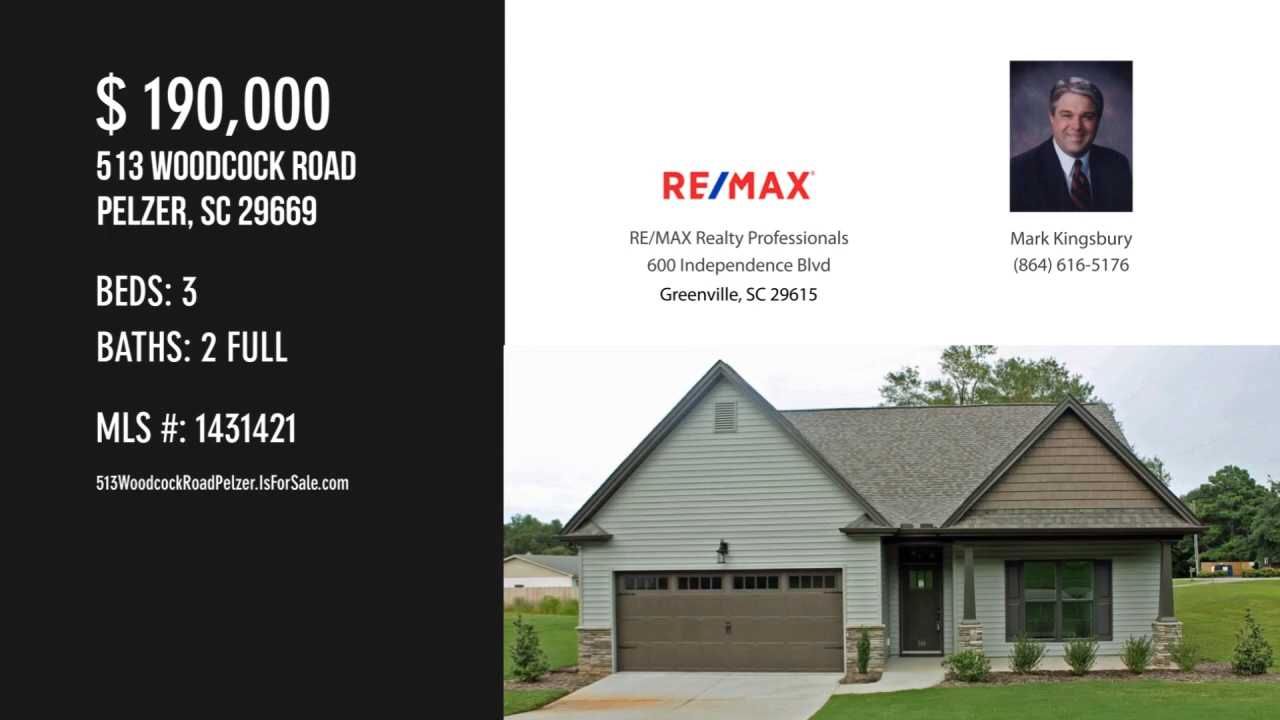 $ 190,000
513 WOODCOCK ROAD
PELZER, SC 29669
BEDS: 3
BATHS: 2 FULL
MLS #: 1431421
513WoodcockRoadPelzer.IsForSale.com
RE/MAX®
RE/MAX Realty Professionals
600 Independence Blvd
Greenville, SC 29615
Mark Kingsbury
(864) 616-5176